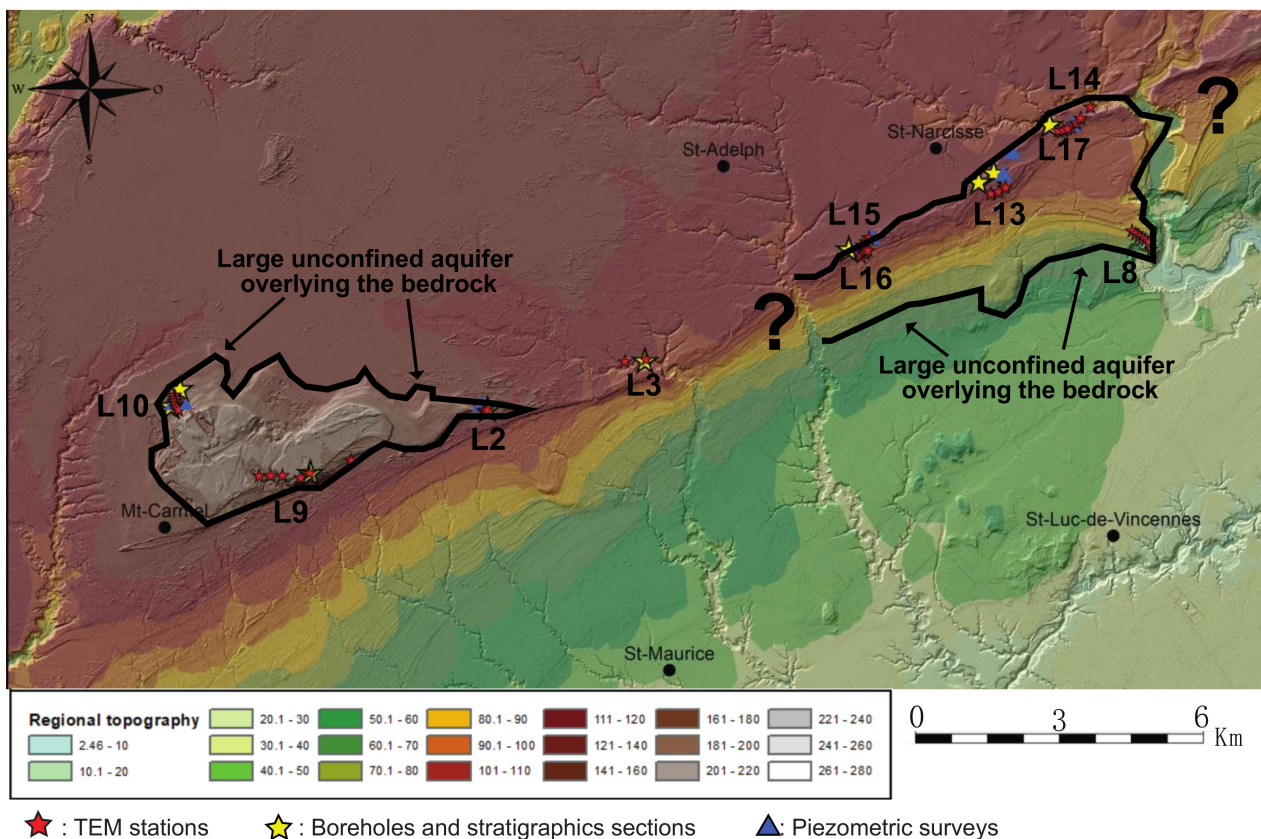 N
W
O
S
L14
?
St-Narcisse
St-Adelph
L17
L13
L15
L16
L8
Large unconfined aquifer
overlying the bedrock
?
Large unconfined aquifer
overlying the bedrock
L3
L10
L2
Mt-Carmel
L9
St-Luc-de-Vincennes
St-Maurice
Regional topography
2.46 - 10
10.1 - 20
20.1 - 30
30.1 - 40
40.1 - 50
50.1 - 60
60.1 - 70
70.1 - 80
80.1 - 90
90.1 - 100
101 - 110
111 - 120
121 - 140
141 - 160
161 - 180
181 - 200
201 - 220
221 - 240
241 - 260
261 - 280
0 3 6
Km
: TEM stations
: Boreholes and stratigraphics sections
: Piezometric surveys